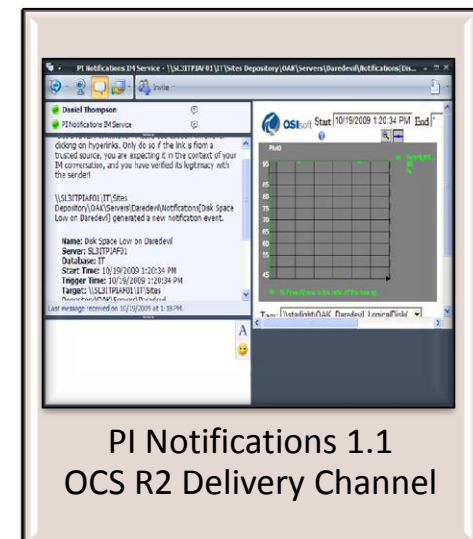 PI Notifications IM Service - \\SL3ITPIAF01\IT\Sites Depository\OAK\Servers\Daredevil\Notifications[Dis...
Invite
Daniel Thompson
PI Notifications IM Service
clicking on hyperlinks. Only do so if the link is from a
trusted source, you are expecting it in the context of your
IM conversation, and you have verified its legitimacy with
the sender!
\\SL3ITPIAF01\IT\Sites
Depository\OAK\Servers\Daredevil\Notifications[Disk Space
Low on Daredevil] generated a new notification event.
Name: Disk Space Low on Daredevil
Server: SL3ITPIAF01
Database: IT
Start Time: 10/19/2009 1:20:34 PM
Trigger Time: 10/19/2009 1:20:34 PM
Target: \\SL3ITPIAF01\IT\Sites
Last message received on 10/19/2009 at 1:18 PM.
A
OSIsoft Start 10/19/2009 1:20:34 PM End
Plot0
95
85
80
75
70
65
60
55
45
PI Notifications 1.1
OCS R2 Delivery Channel